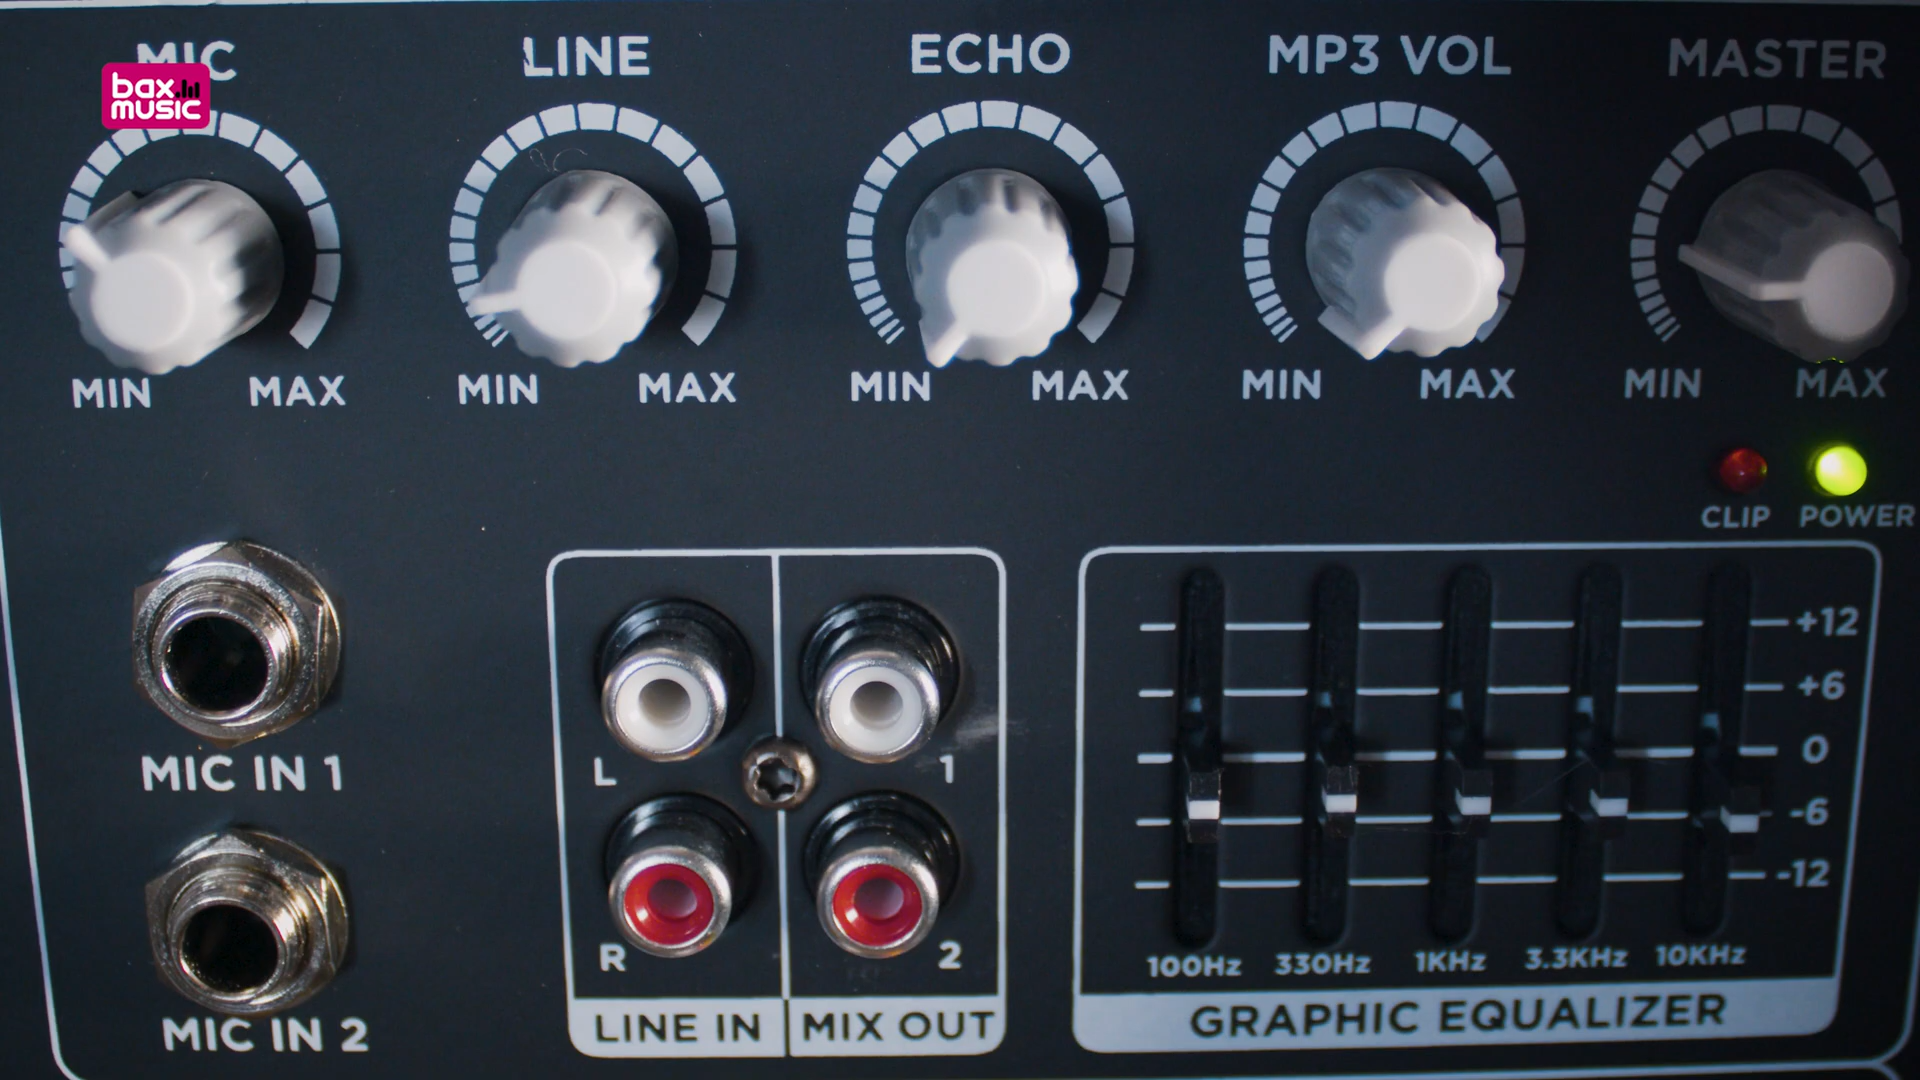 MIC LINE ECHO MP3 VOL MASTER
bax
music
MIN MAX MIN MAX MIN MAX MIN MAX MIN MAX
CLIP POWER
MIC IN 1
MIC IN 2
L 1
R 2
LINE IN MIX OUT
+12
+6
0
-6
-12
100Hz 330Hz 1KHz 3.3KHz 10KHz
GRAPHIC EQUALIZER